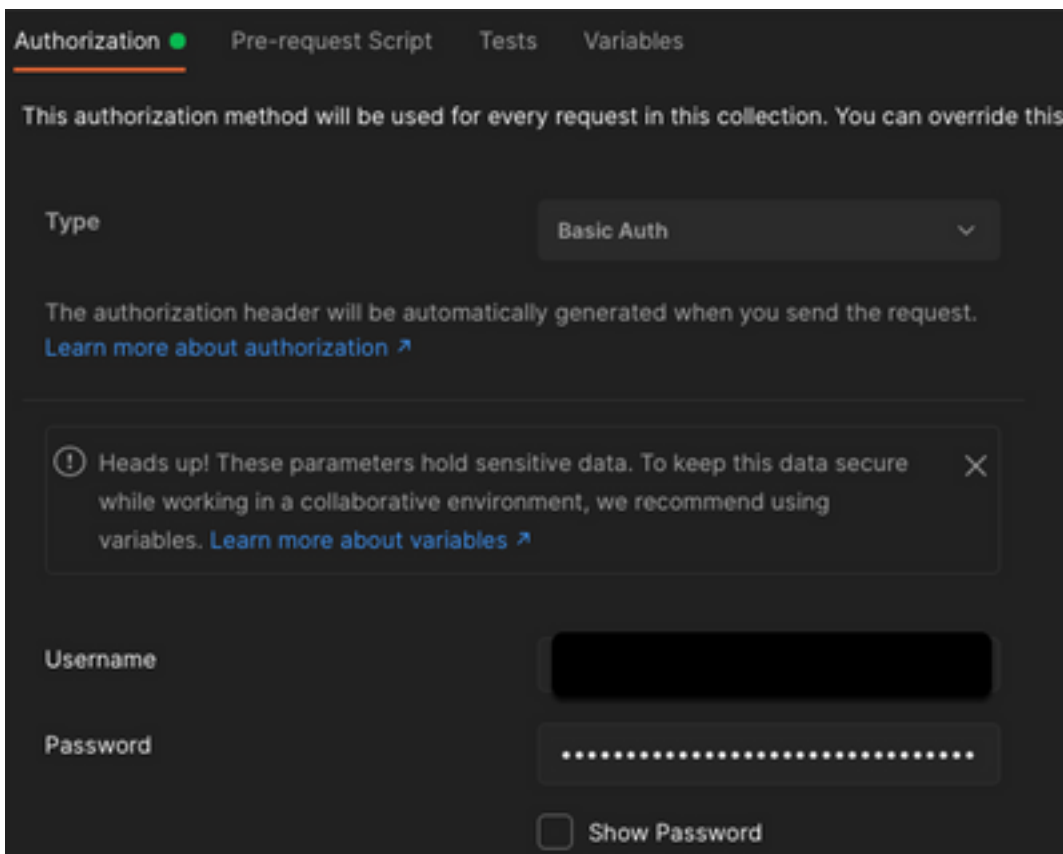 Authorization Pre-request Script Tests Variables
This authorization method will be used for every request in this collection. You can override this
Type Basic Auth
The authorization header will be automatically generated when you send the request.
Learn more about authorization ↗
Heads up! These parameters hold sensitive data. To keep this data secure
while working in a collaborative environment, we recommend using
variables. Learn more about variables ↗
Username
Password ••••••••••••••••••••••••••••••••
Show Password